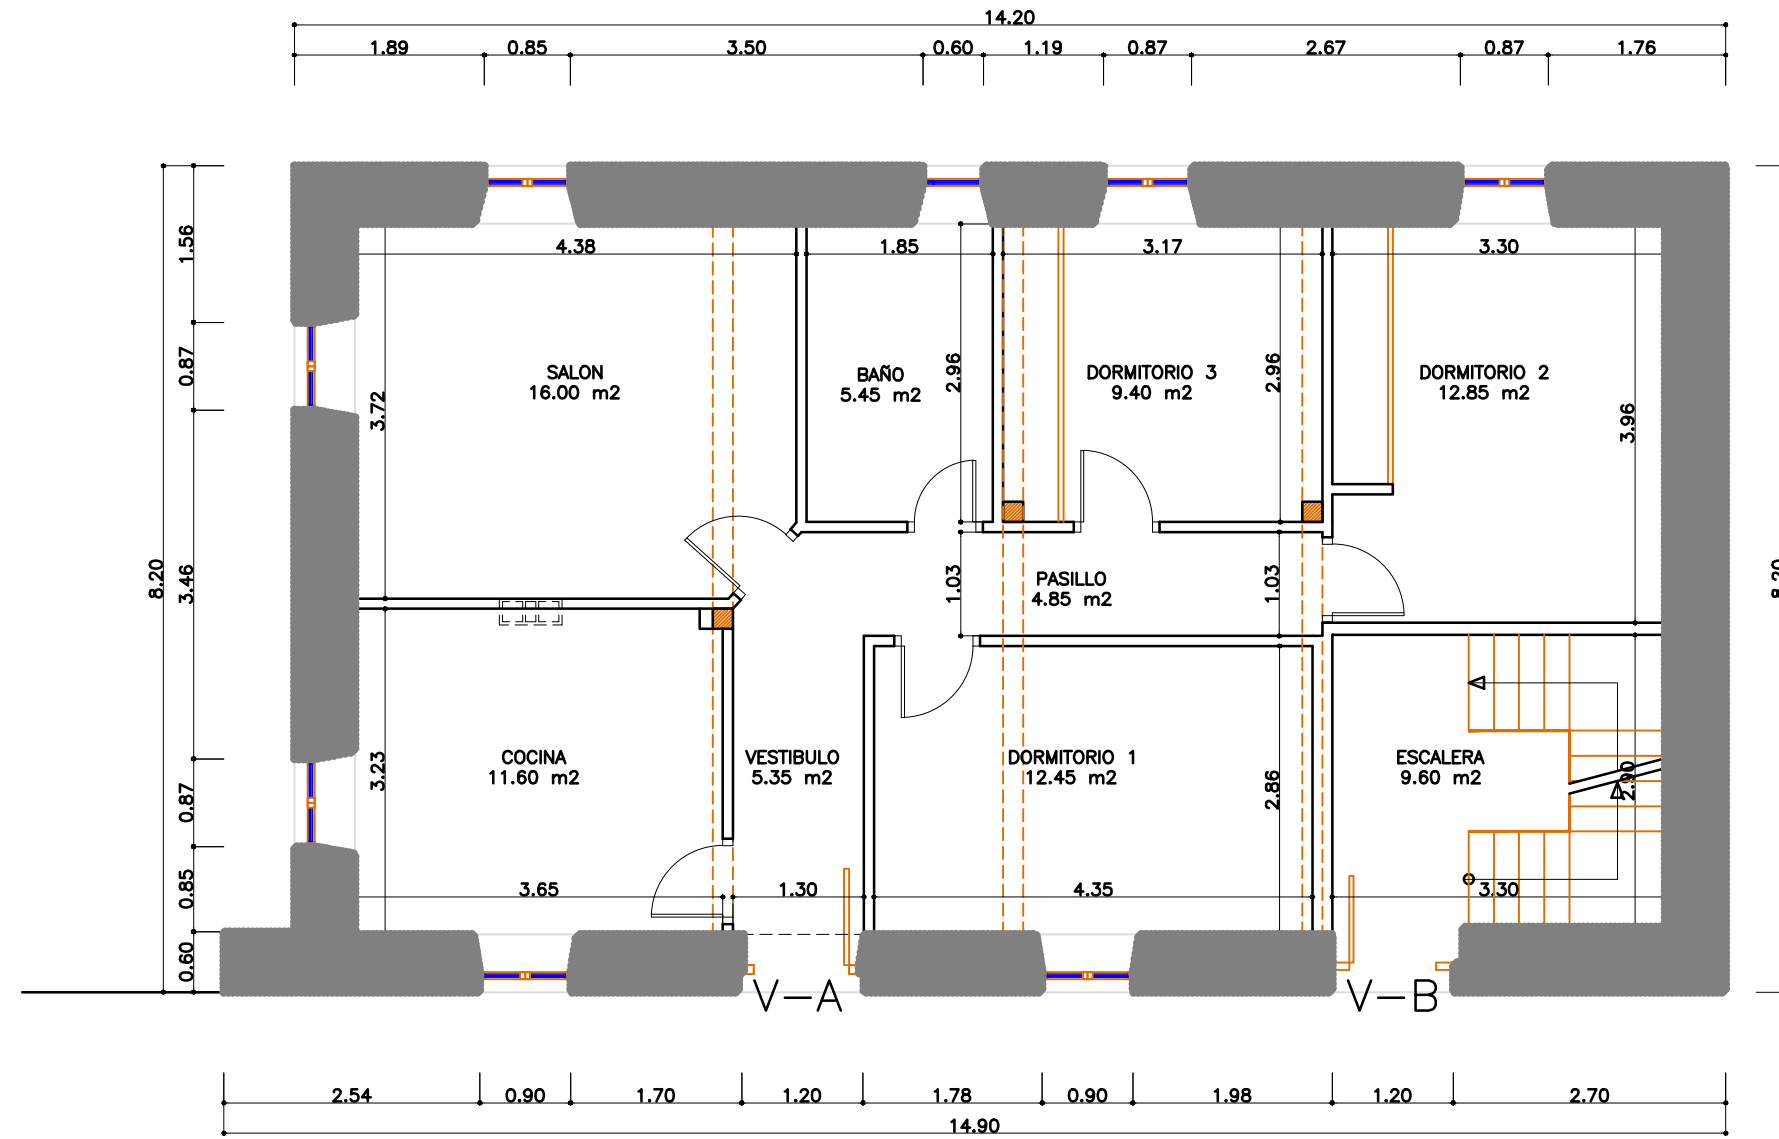 14.20
1.89 0.85 3.50 0.60 1.19 0.87 2.67 0.87 1.76
1.56
4.38 1.85 3.17 3.30
0.87
SALON
16.00 m2
BAÑO
5.45 m2
2.96
DORMITORIO 3
9.40 m2
2.96
DORMITORIO 2
12.85 m2
3.72
3.96
8.20
3.46
1.03
PASILLO
4.85 m2
1.03
8.20
COCINA
11.60 m2
VESTIBULO
5.35 m2
DORMITORIO 1
12.45 m2
ESCALERA
9.60 m2
3.23
2.86
2.90
0.87
0.85
3.65 1.30 4.35 3.30
0.60
V-A V-B
2.54 0.90 1.70 1.20 1.78 0.90 1.98 1.20 2.70
14.90